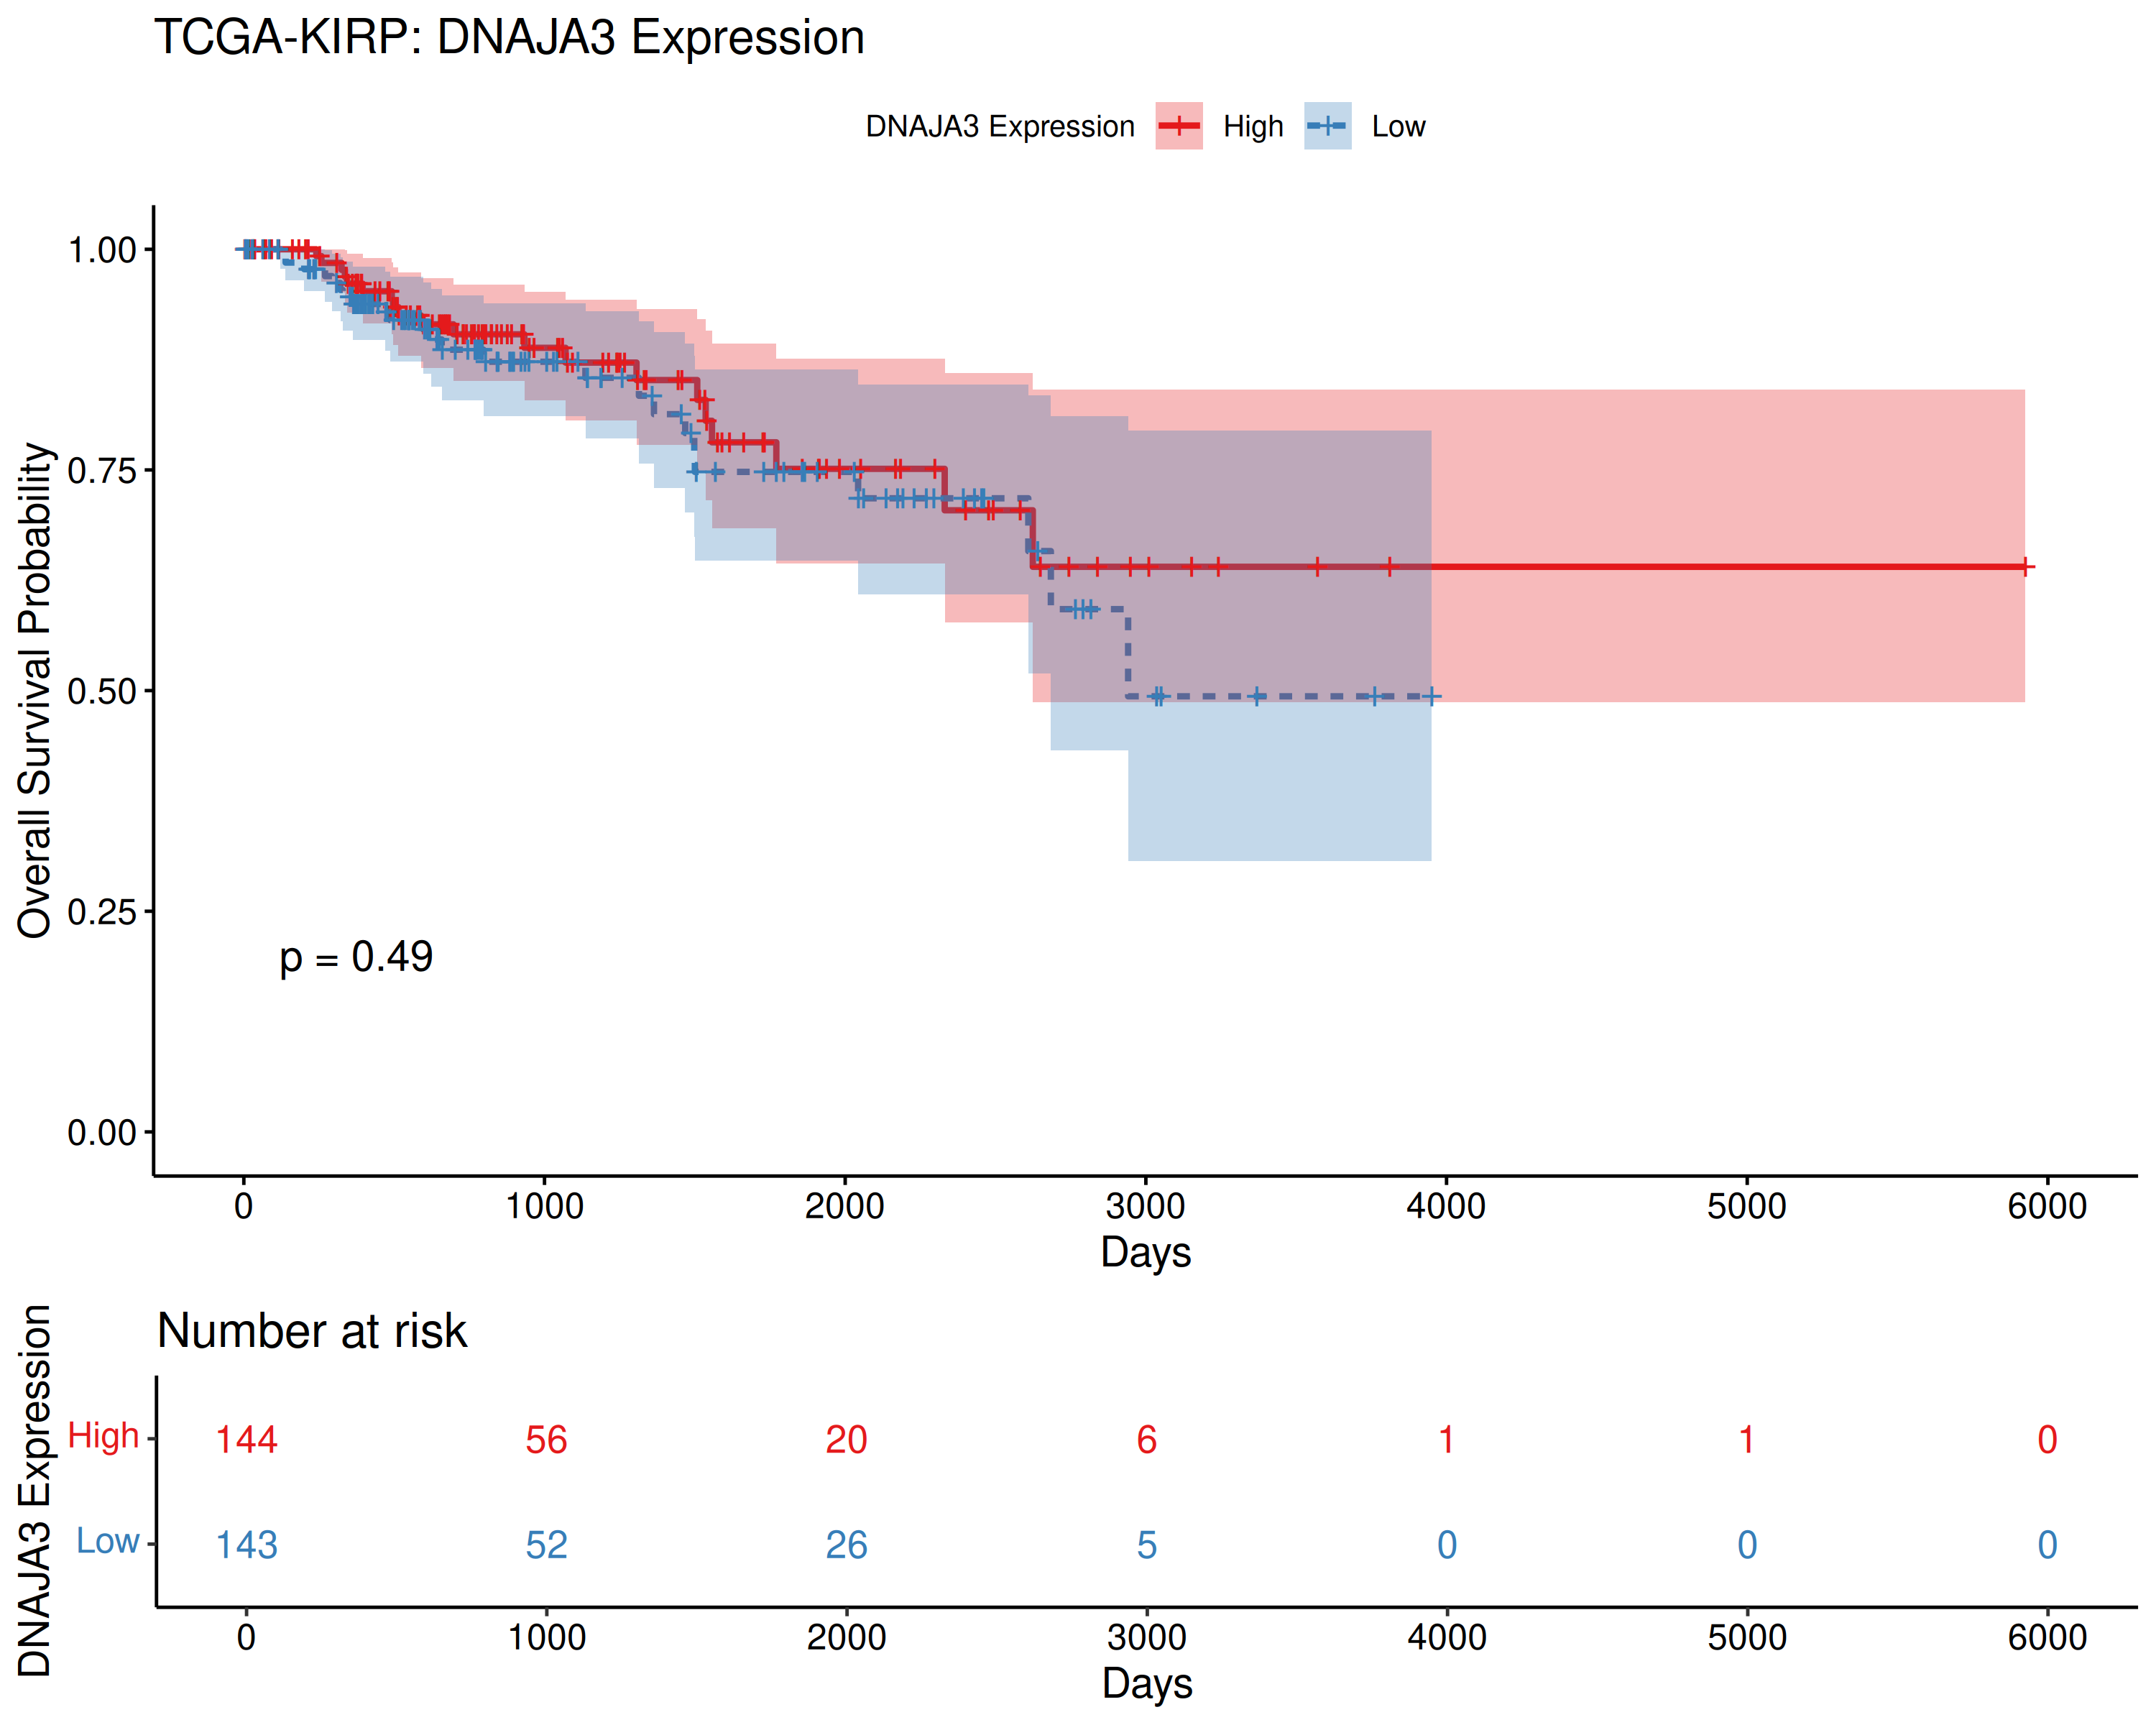 TCGA-KIRP: DNAJA3 Expression
DNAJA3 Expression High Low
Overall Survival Probability
1.00
0.75
0.50
0.25
0.00
p = 0.49
0 1000 2000 3000 4000 5000 6000
Days
Number at risk
DNAJA3 Expression
High 144 56 20 6 1 1 0
Low 143 52 26 5 0 0 0
0 1000 2000 3000 4000 5000 6000
Days